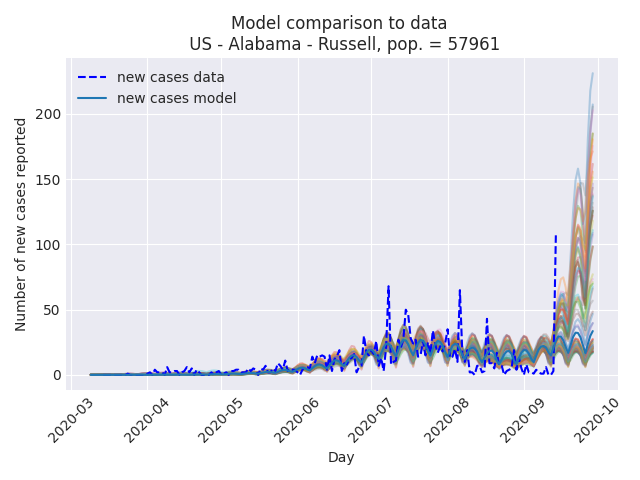 Model comparison to data
US - Alabama - Russell, pop. = 57961
new cases data
new cases model
Number of new cases reported
200
150
100
50
0
2020-03
2020-04
2020-05
2020-06
2020-07
2020-08
2020-09
2020-10
Day